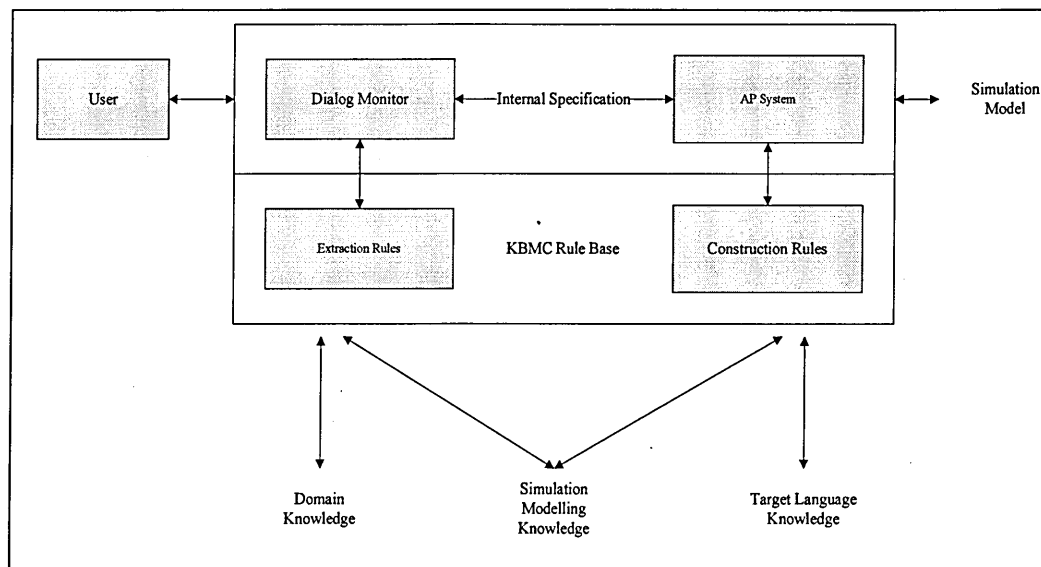 User
Dialog Monitor
Internal Specification
AP System
Simulation
Model
Extraction Rules
KBMC Rule Base
Construction Rules
Domain
Knowledge
Simulation
Modelling
Knowledge
Target Language
Knowledge